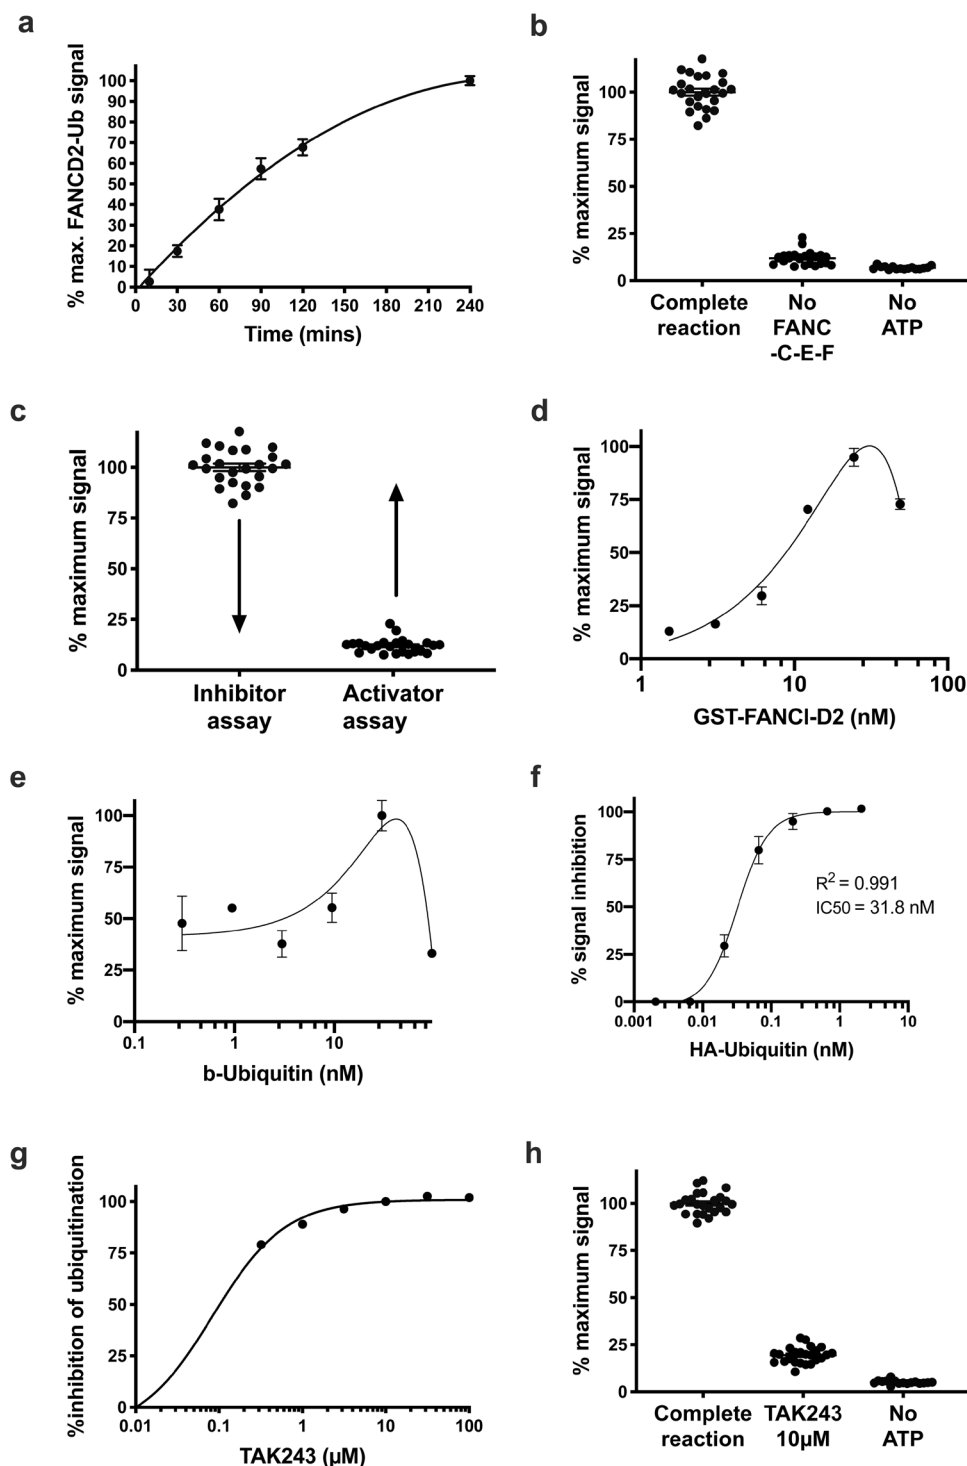 a
% max. FANCD2-Ub signal
100
90
80
70
60
50
40
30
20
10
0
0 30 60 90 120 150 180 210 240
Time (mins)
b
% maximum signal
100
75
50
25
0
Complete reaction
No FANC -C-E-F
No ATP
c
% maximum signal
100
75
50
25
0
Inhibitor assay
Activator assay
d
% maximum signal
100
75
50
25
0
1 10 100
GST-FANCI-D2 (nM)
e
% maximum signal
100
75
50
25
0
0.1 1 10
b-Ubiquitin (nM)
f
% signal inhibition
100
75
50
25
0
R² = 0.991
IC50 = 31.8 nM
0.001 0.01 0.1 1 10
HA-Ubiquitin (nM)
g
%inhibition of ubiquitination
100
75
50
25
0
0.01 0.1 1 10 100
TAK243 (µM)
h
% maximum signal
100
75
50
25
0
Complete reaction
TAK243 10µM
No ATP